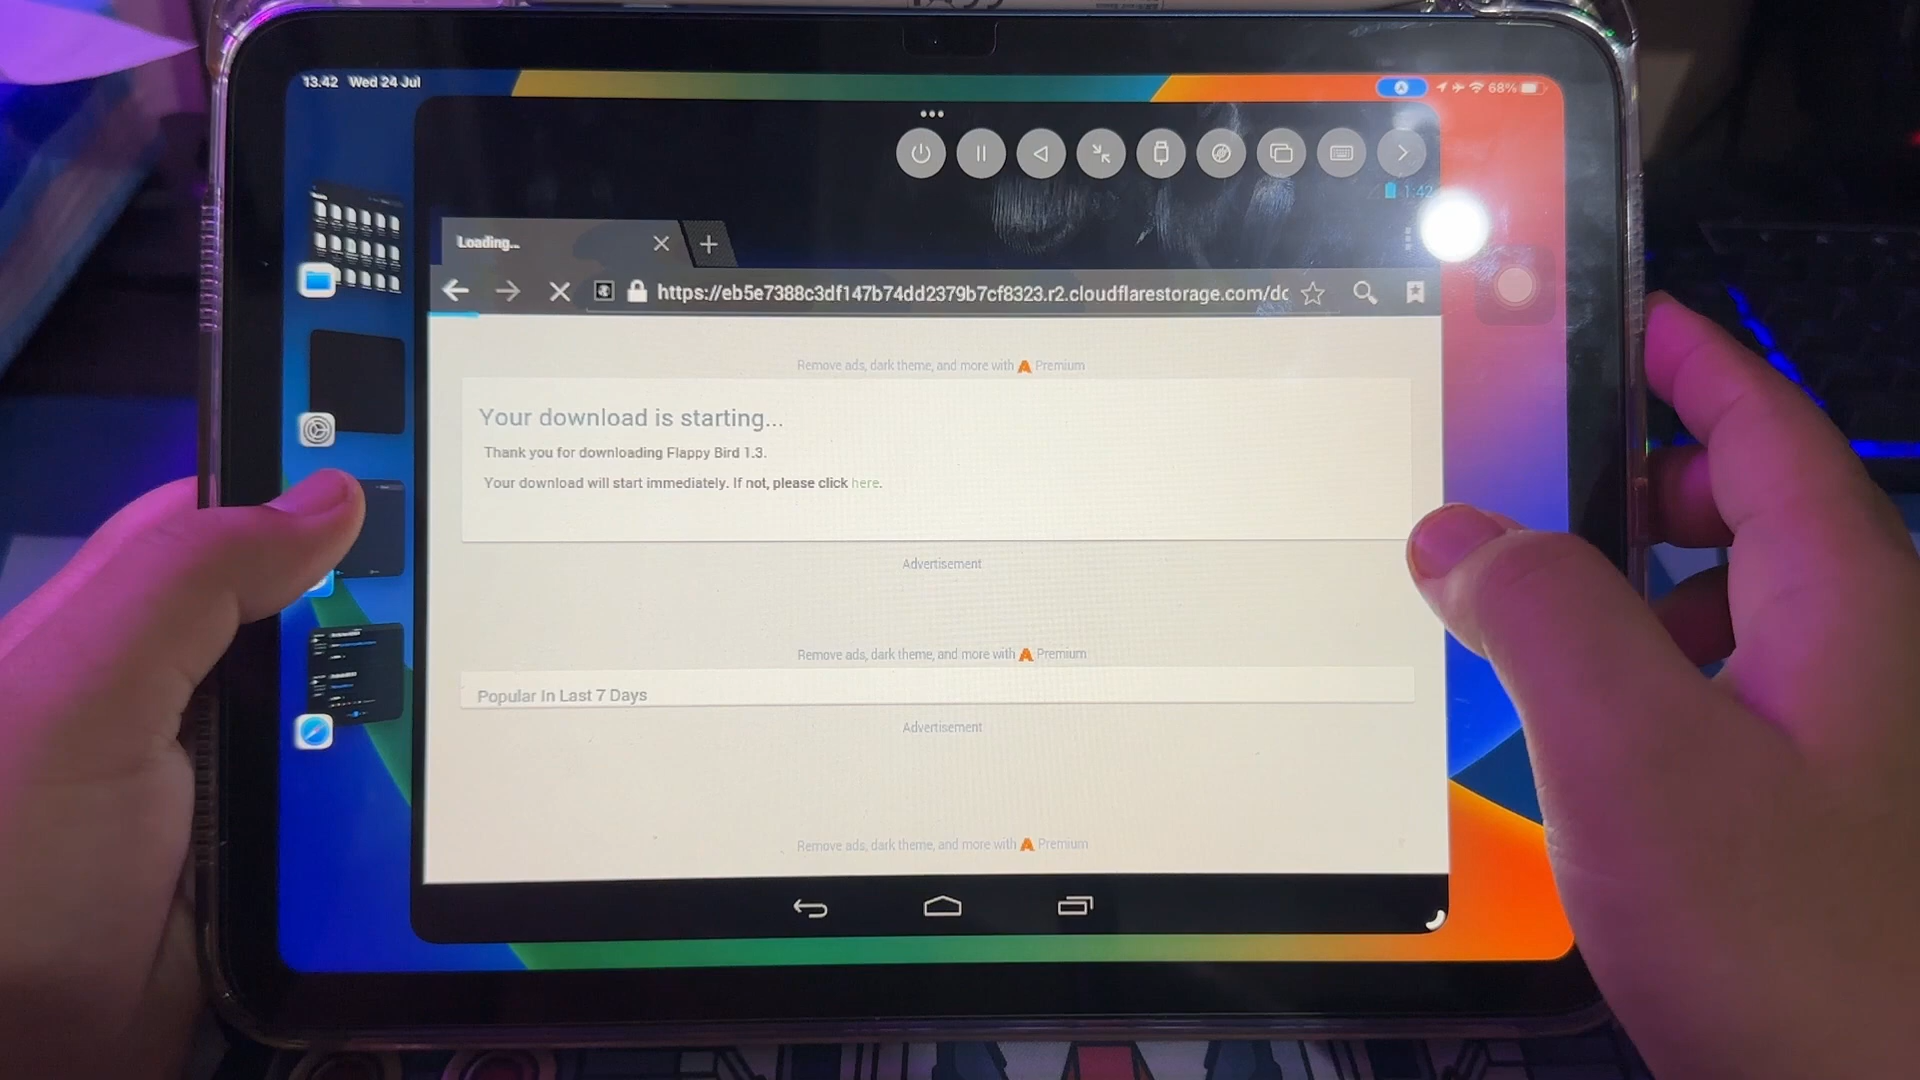 13.42 Wed 24 Jul
68%
1:42
Loading...
https://eb5e7388c3df147b74dd2379b7cf8323.r2.cloudflarestorage.com/dc
Remove ads, dark theme, and more with Premium
Your download is starting...
Thank you for downloading Flappy Bird 1.3.
Your download will start immediately. If not, please click here.
Advertisement
Remove ads, dark theme, and more with Premium
Popular In Last 7 Days
Advertisement
Remove ads, dark theme, and more with Premium